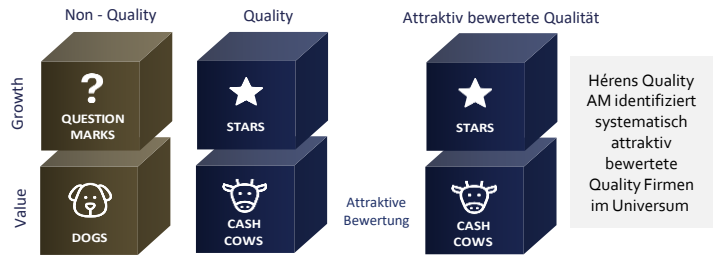 Non - Quality
Quality
Attraktiv bewertete Qualität
Growth
?
QUESTION
MARKS
STARS
STARS
Value
DOGS
CASH
COWS
Attraktive
Bewertung
CASH
COWS
Hérens Quality
AM identifiziert
systematisch
attraktiv
bewertete
Quality Firmen
im Universum